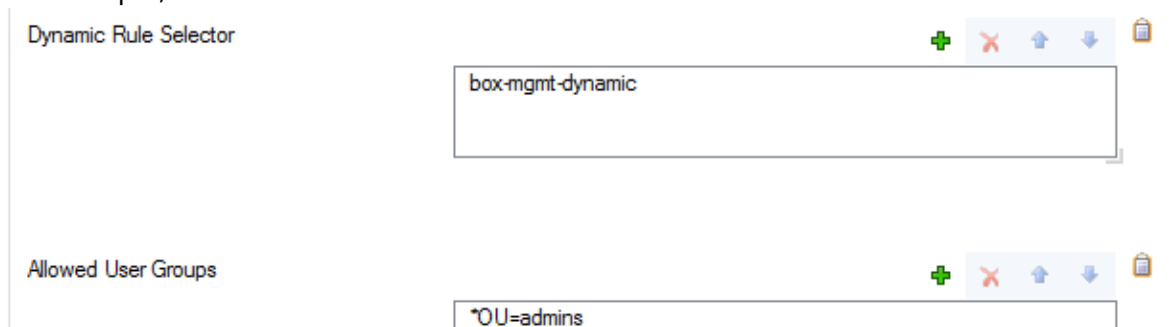 Dynamic Rule Selector
box-mgmt-dynamic
Allowed User Groups
*OU=admins